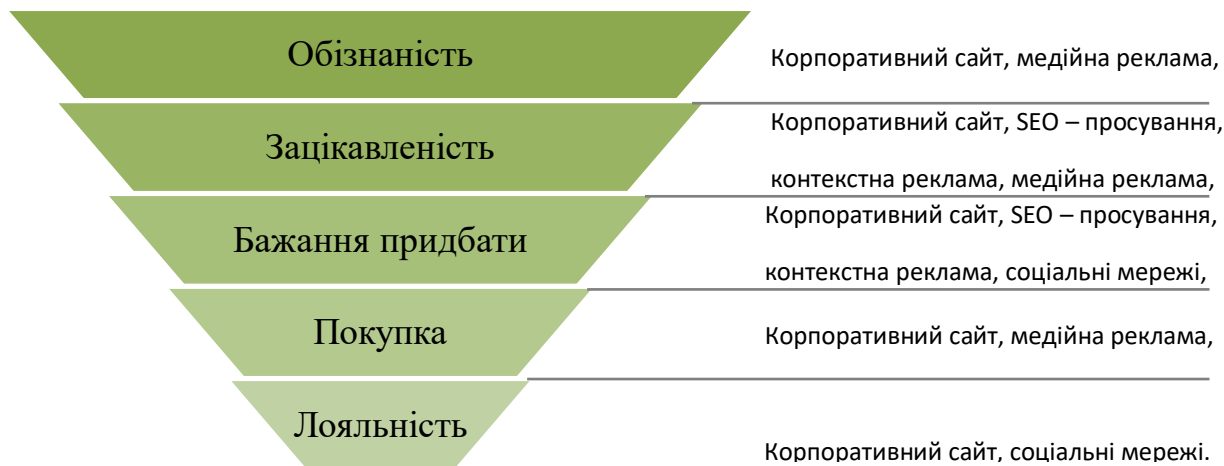 Обізнаність
Корпоративний сайт, медійна реклама,
Зацікавленість
Корпоративний сайт, SEO – просування,
контекстна реклама, медійна реклама,
Бажання придбати
Корпоративний сайт, SEO – просування,
контекстна реклама, соціальні мережі,
Покупка
Корпоративний сайт, медійна реклама,
Лояльність
Корпоративний сайт, соціальні мережі.